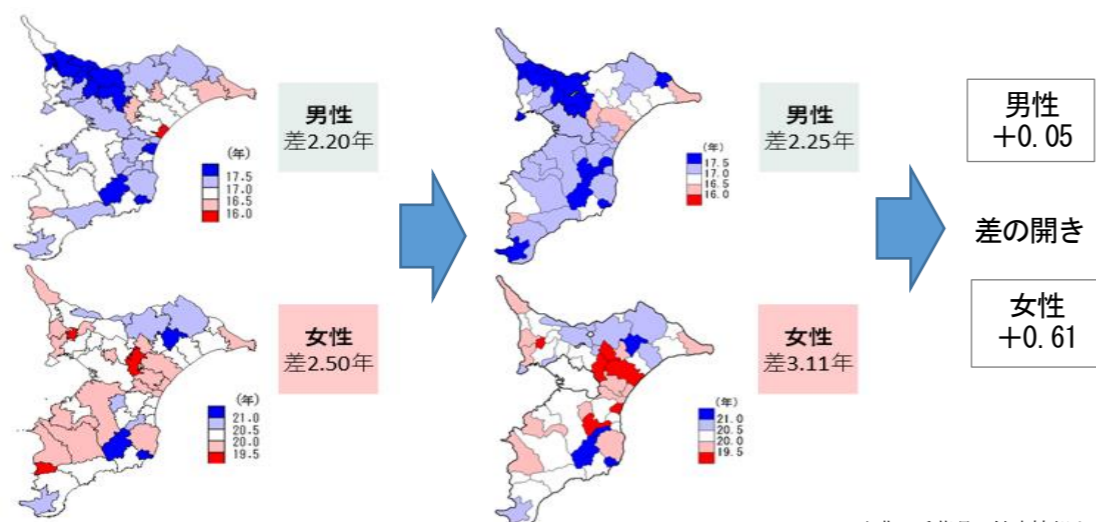 男性
差2.20年
(年)
17.5
17.0
16.5
16.0
男性
差2.25年
(年)
17.5
17.0
16.5
16.0
男性
+0.05
差の開き
女性
差2.50年
(年)
21.0
20.5
20.0
19.5
女性
差3.11年
(年)
21.0
20.5
20.0
19.5
女性
+0.61